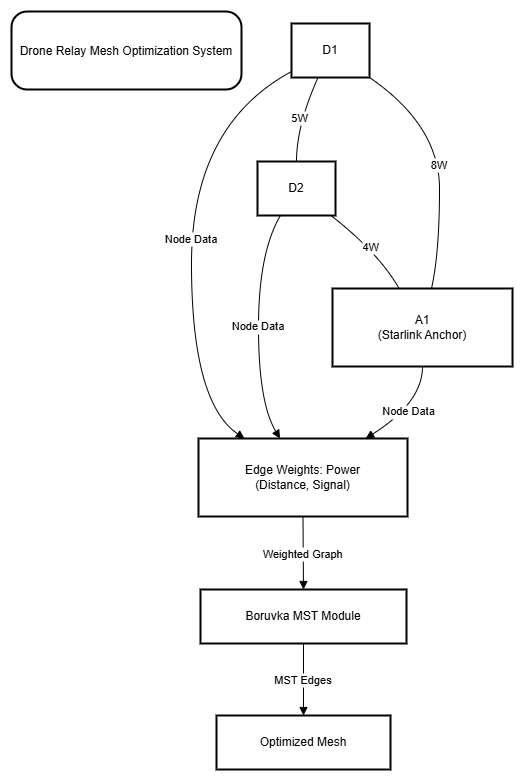 Drone Relay Mesh Optimization System
D1
5W
8W
D2
Node Data
4W
A1
(Starlink Anchor)
Node Data
Node Data
Edge Weights: Power
(Distance, Signal)
Weighted Graph
Boruvka MST Module
MST Edges
Optimized Mesh